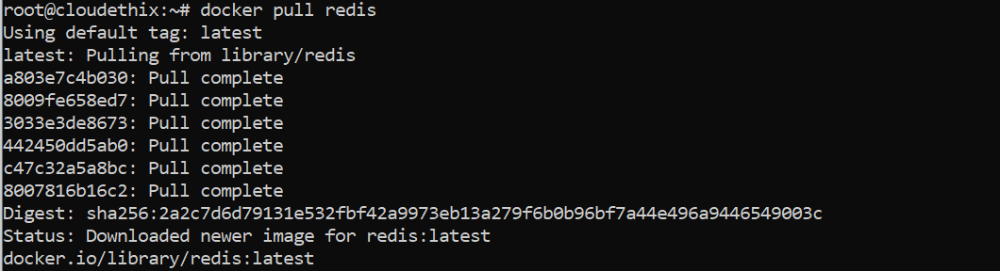 root@cloudethix:~# docker pull redis
Using default tag: latest
latest: Pulling from library/redis
a803e7c4b030: Pull complete
8009fe658ed7: Pull complete
3033e3de8673: Pull complete
442450dd5ab0: Pull complete
c47c32a5a8bc: Pull complete
8007816b16c2: Pull complete
Digest: sha256:2a2c7d6d79131e532fbf42a9973eb13a279f6b0b96bf7a44e496a9446549003c
Status: Downloaded newer image for redis:latest
docker.io/library/redis:latest